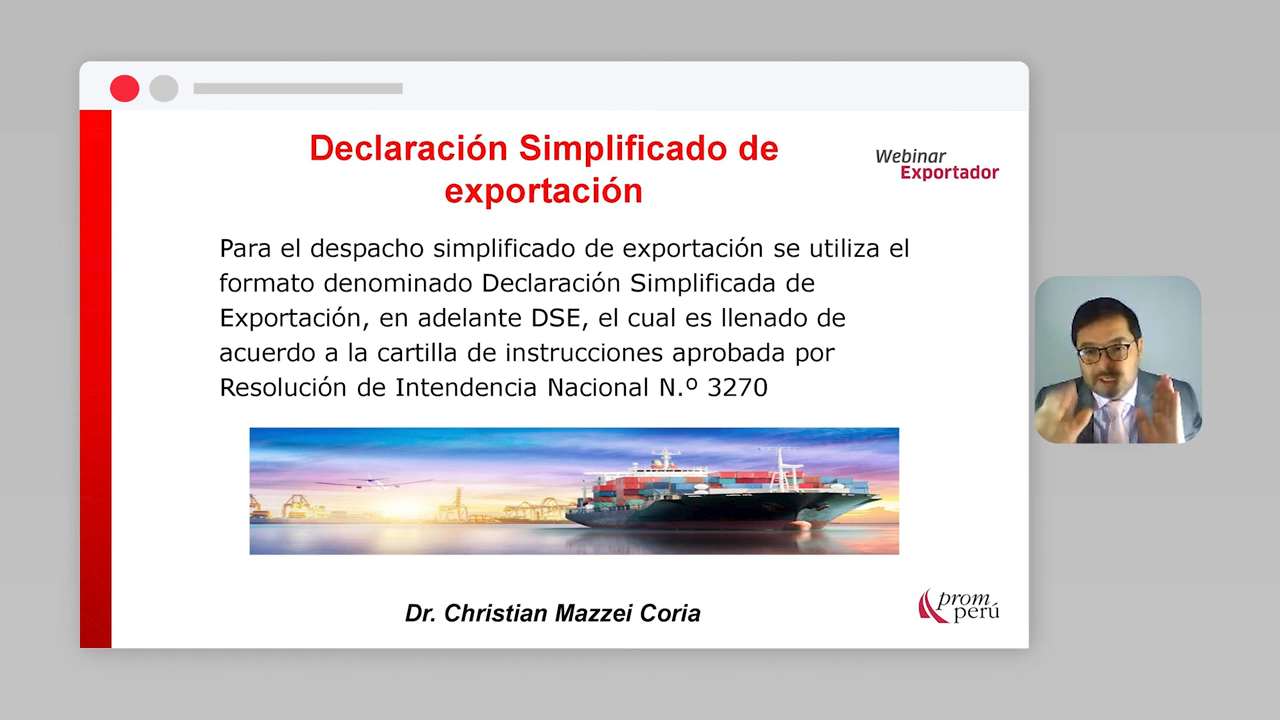 Declaración Simplificado de
exportación
Webinar
Exportador
Para el despacho simplificado de exportación se utiliza el
formato denominado Declaración Simplificada de
Exportación, en adelante DSE, el cual es llenado de
acuerdo a la cartilla de instrucciones aprobada por
Resolución de Intendencia Nacional N.º 3270
Dr. Christian Mazzei Coria
prom
perú